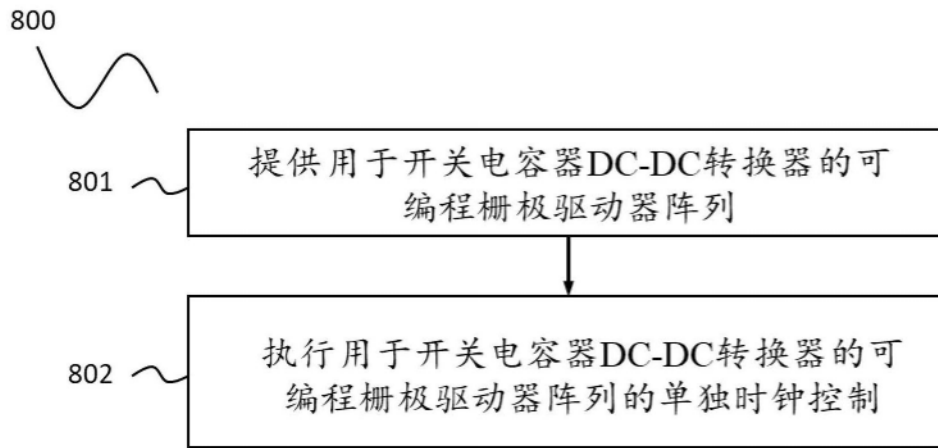 800
801
提供用于开关电容器DC-DC转换器的可
编程栅极驱动器阵列
802
执行用于开关电容器DC-DC转换器的可
编程栅极驱动器阵列的单独时钟控制